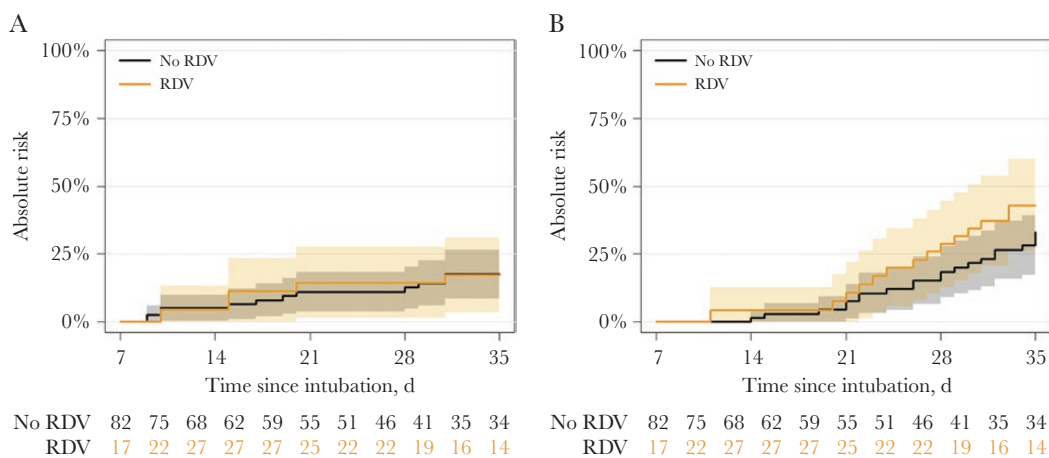 A
100%
75%
50%
25%
0%
Absolute risk
No RDV
RDV
7 14 21 28 35
Time since intubation, d
No RDV 82 75 68 62 59 55 51 46 41 35 34
RDV 17 22 27 27 27 25 22 22 19 16 14
B
100%
75%
50%
25%
0%
Absolute risk
No RDV
RDV
7 14 21 28 35
Time since intubation, d
No RDV 82 75 68 62 59 55 51 46 41 35 34
RDV 17 22 27 27 27 25 22 22 19 16 14